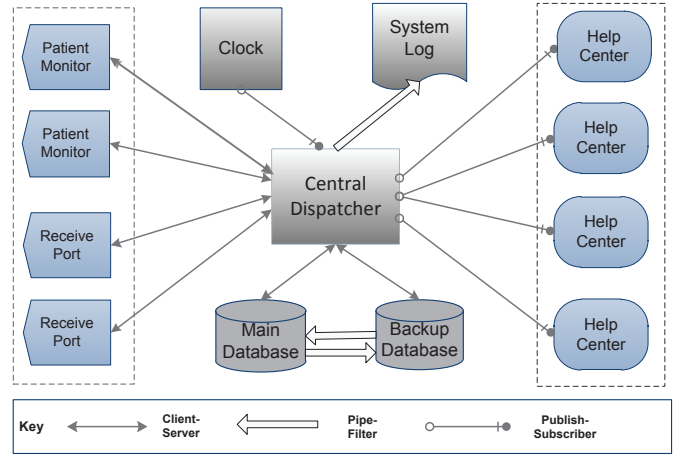 Patient
Monitor
Patient
Monitor
Receive
Port
Receive
Port
Clock
System
Log
Central
Dispatcher
Main
Database
Backup
Database
Help
Center
Help
Center
Help
Center
Help
Center
Key
Client-
Server
Pipe-
Filter
Publish-
Subscriber